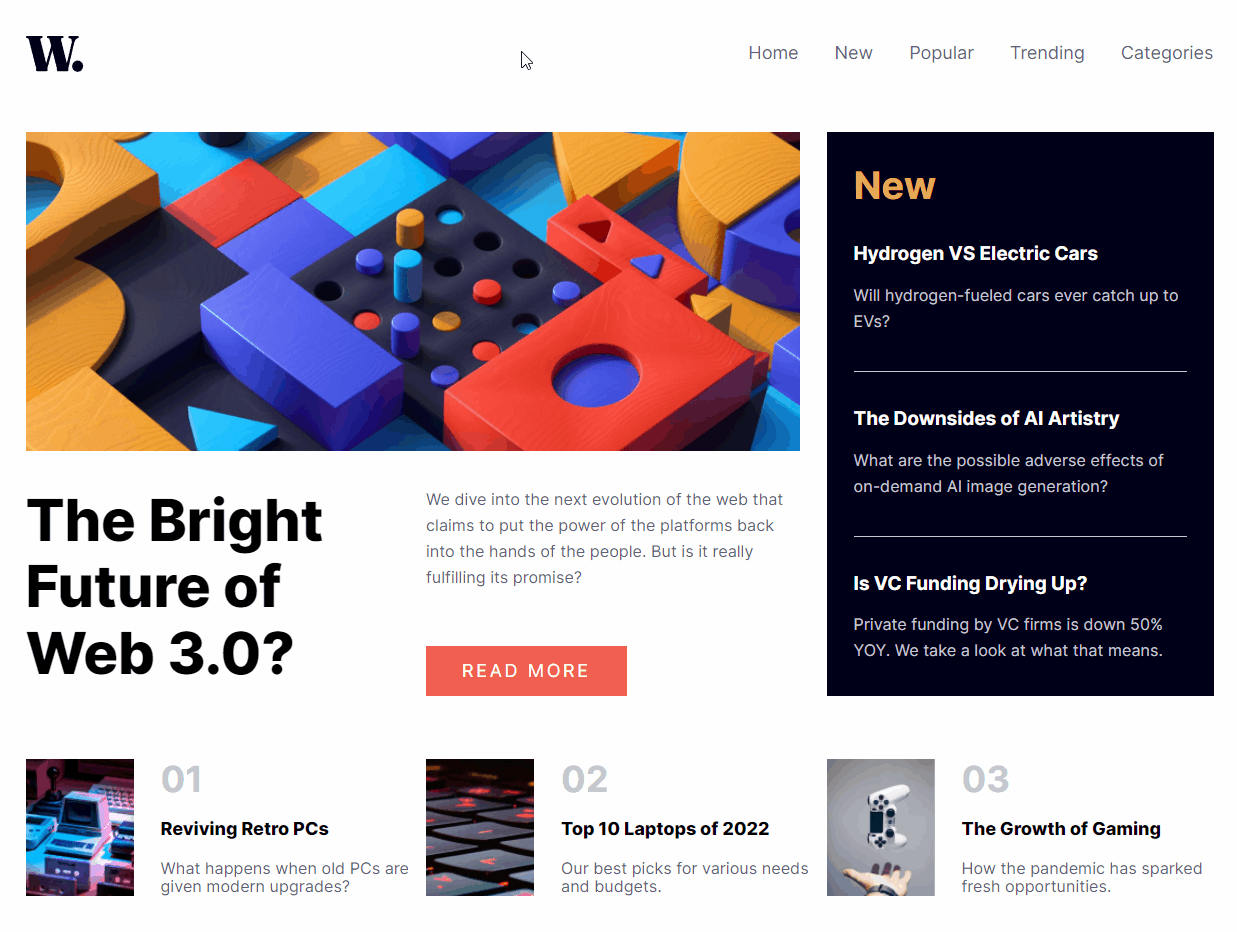 W.
Home New Popular Trending Categories
New
Hydrogen VS Electric Cars
Will hydrogen-fueled cars ever catch up to
EVs?
The Downsides of AI Artistry
What are the possible adverse effects of
on-demand AI image generation?
Is VC Funding Drying Up?
Private funding by VC firms is down 50%
YOY. We take a look at what that means.
The Bright
Future of
Web 3.0?
We dive into the next evolution of the web that
claims to put the power of the platforms back
into the hands of the people. But is it really
fulfilling its promise?
READ MORE
01
Reviving Retro PCs
What happens when old PCs are
given modern upgrades?
02
Top 10 Laptops of 2022
Our best picks for various needs
and budgets.
03
The Growth of Gaming
How the pandemic has sparked
fresh opportunities.